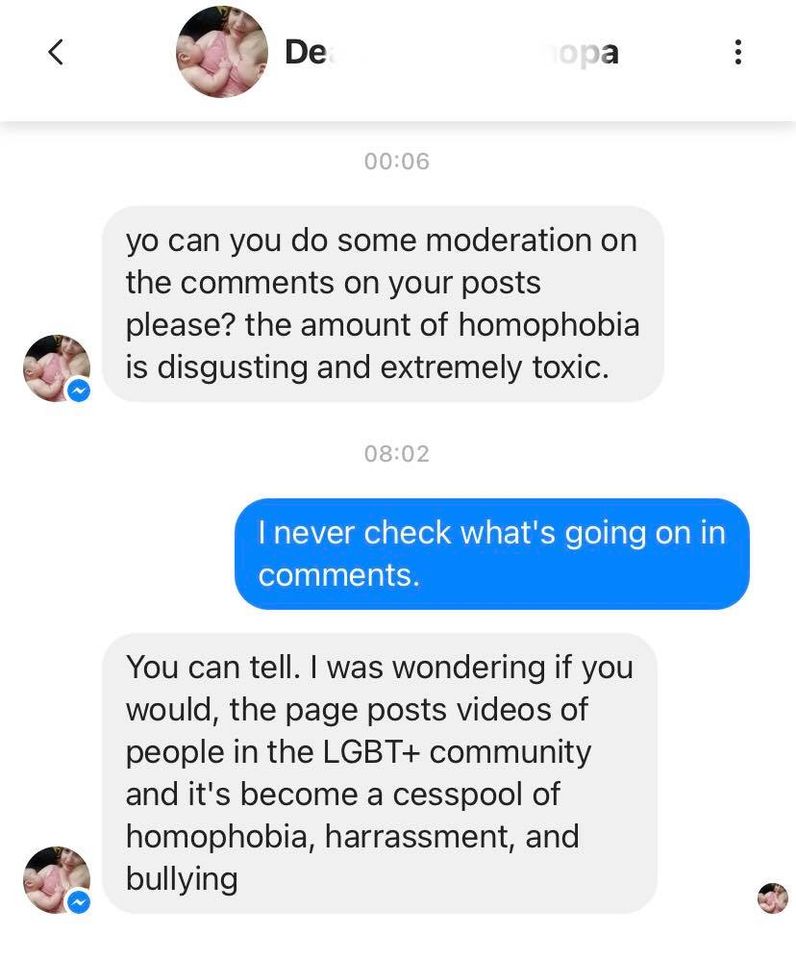 00:06
yo can you do some moderation on
the comments on your posts
please? the amount of homophobia
is disgusting and extremely toxic.
08:02
I never check what's going on in
comments.
You can tell. I was wondering if you
would, the page posts videos of
people in the LGBT+ community
and it's become a cesspool of
homophobia, harrassment, and
bullying